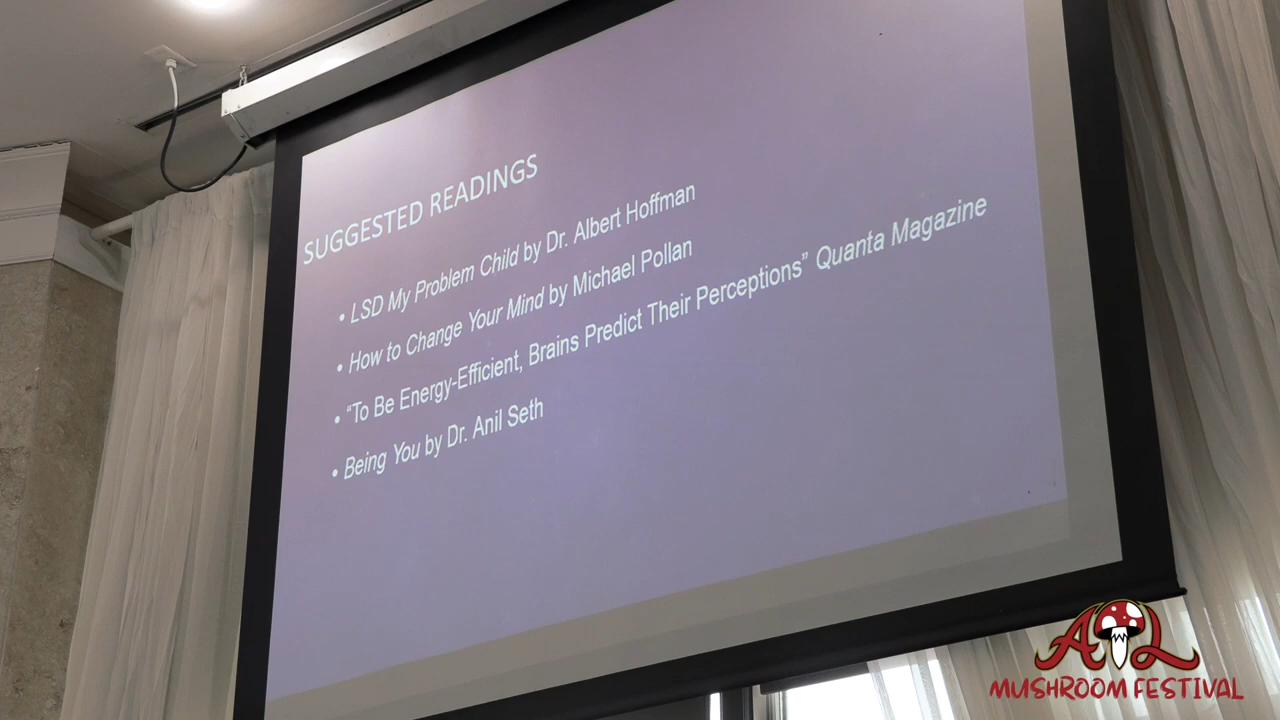 SUGGESTED READINGS
• LSD My Problem Child by Dr. Albert Hoffman
• How to Change Your Mind by Michael Pollan
• “To Be Energy-Efficient, Brains Predict Their Perceptions” Quanta Magazine
• Being You by Dr. Anil Seth
A L
MUSHROOM FESTIVAL